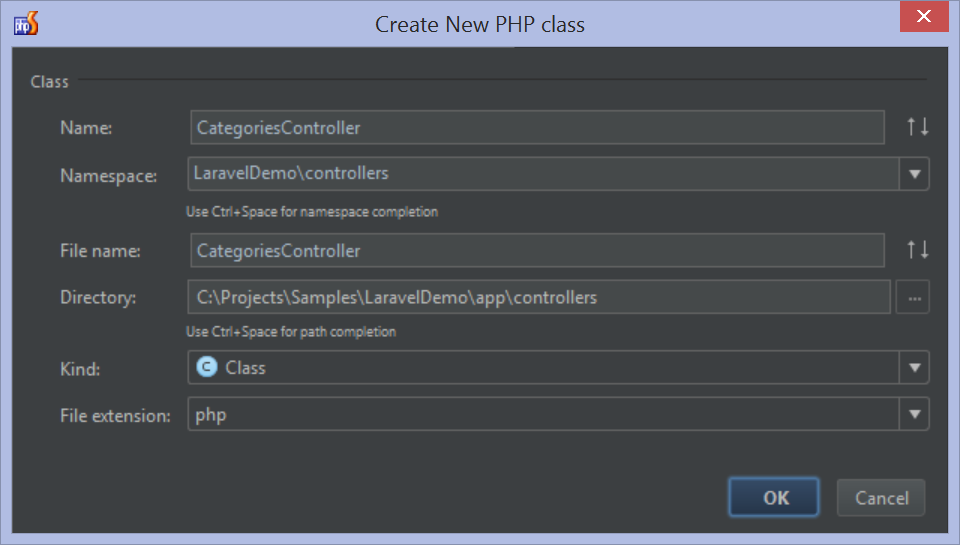 Create New PHP class
Class
Name: CategoriesController
Namespace: LaravelDemo\controllers
Use Ctrl+Space for namespace completion
File name: CategoriesController
Directory: C:\Projects\Samples\LaravelDemo\app\controllers ...
Use Ctrl+Space for path completion
Kind: C Class
File extension: php
OK Cancel